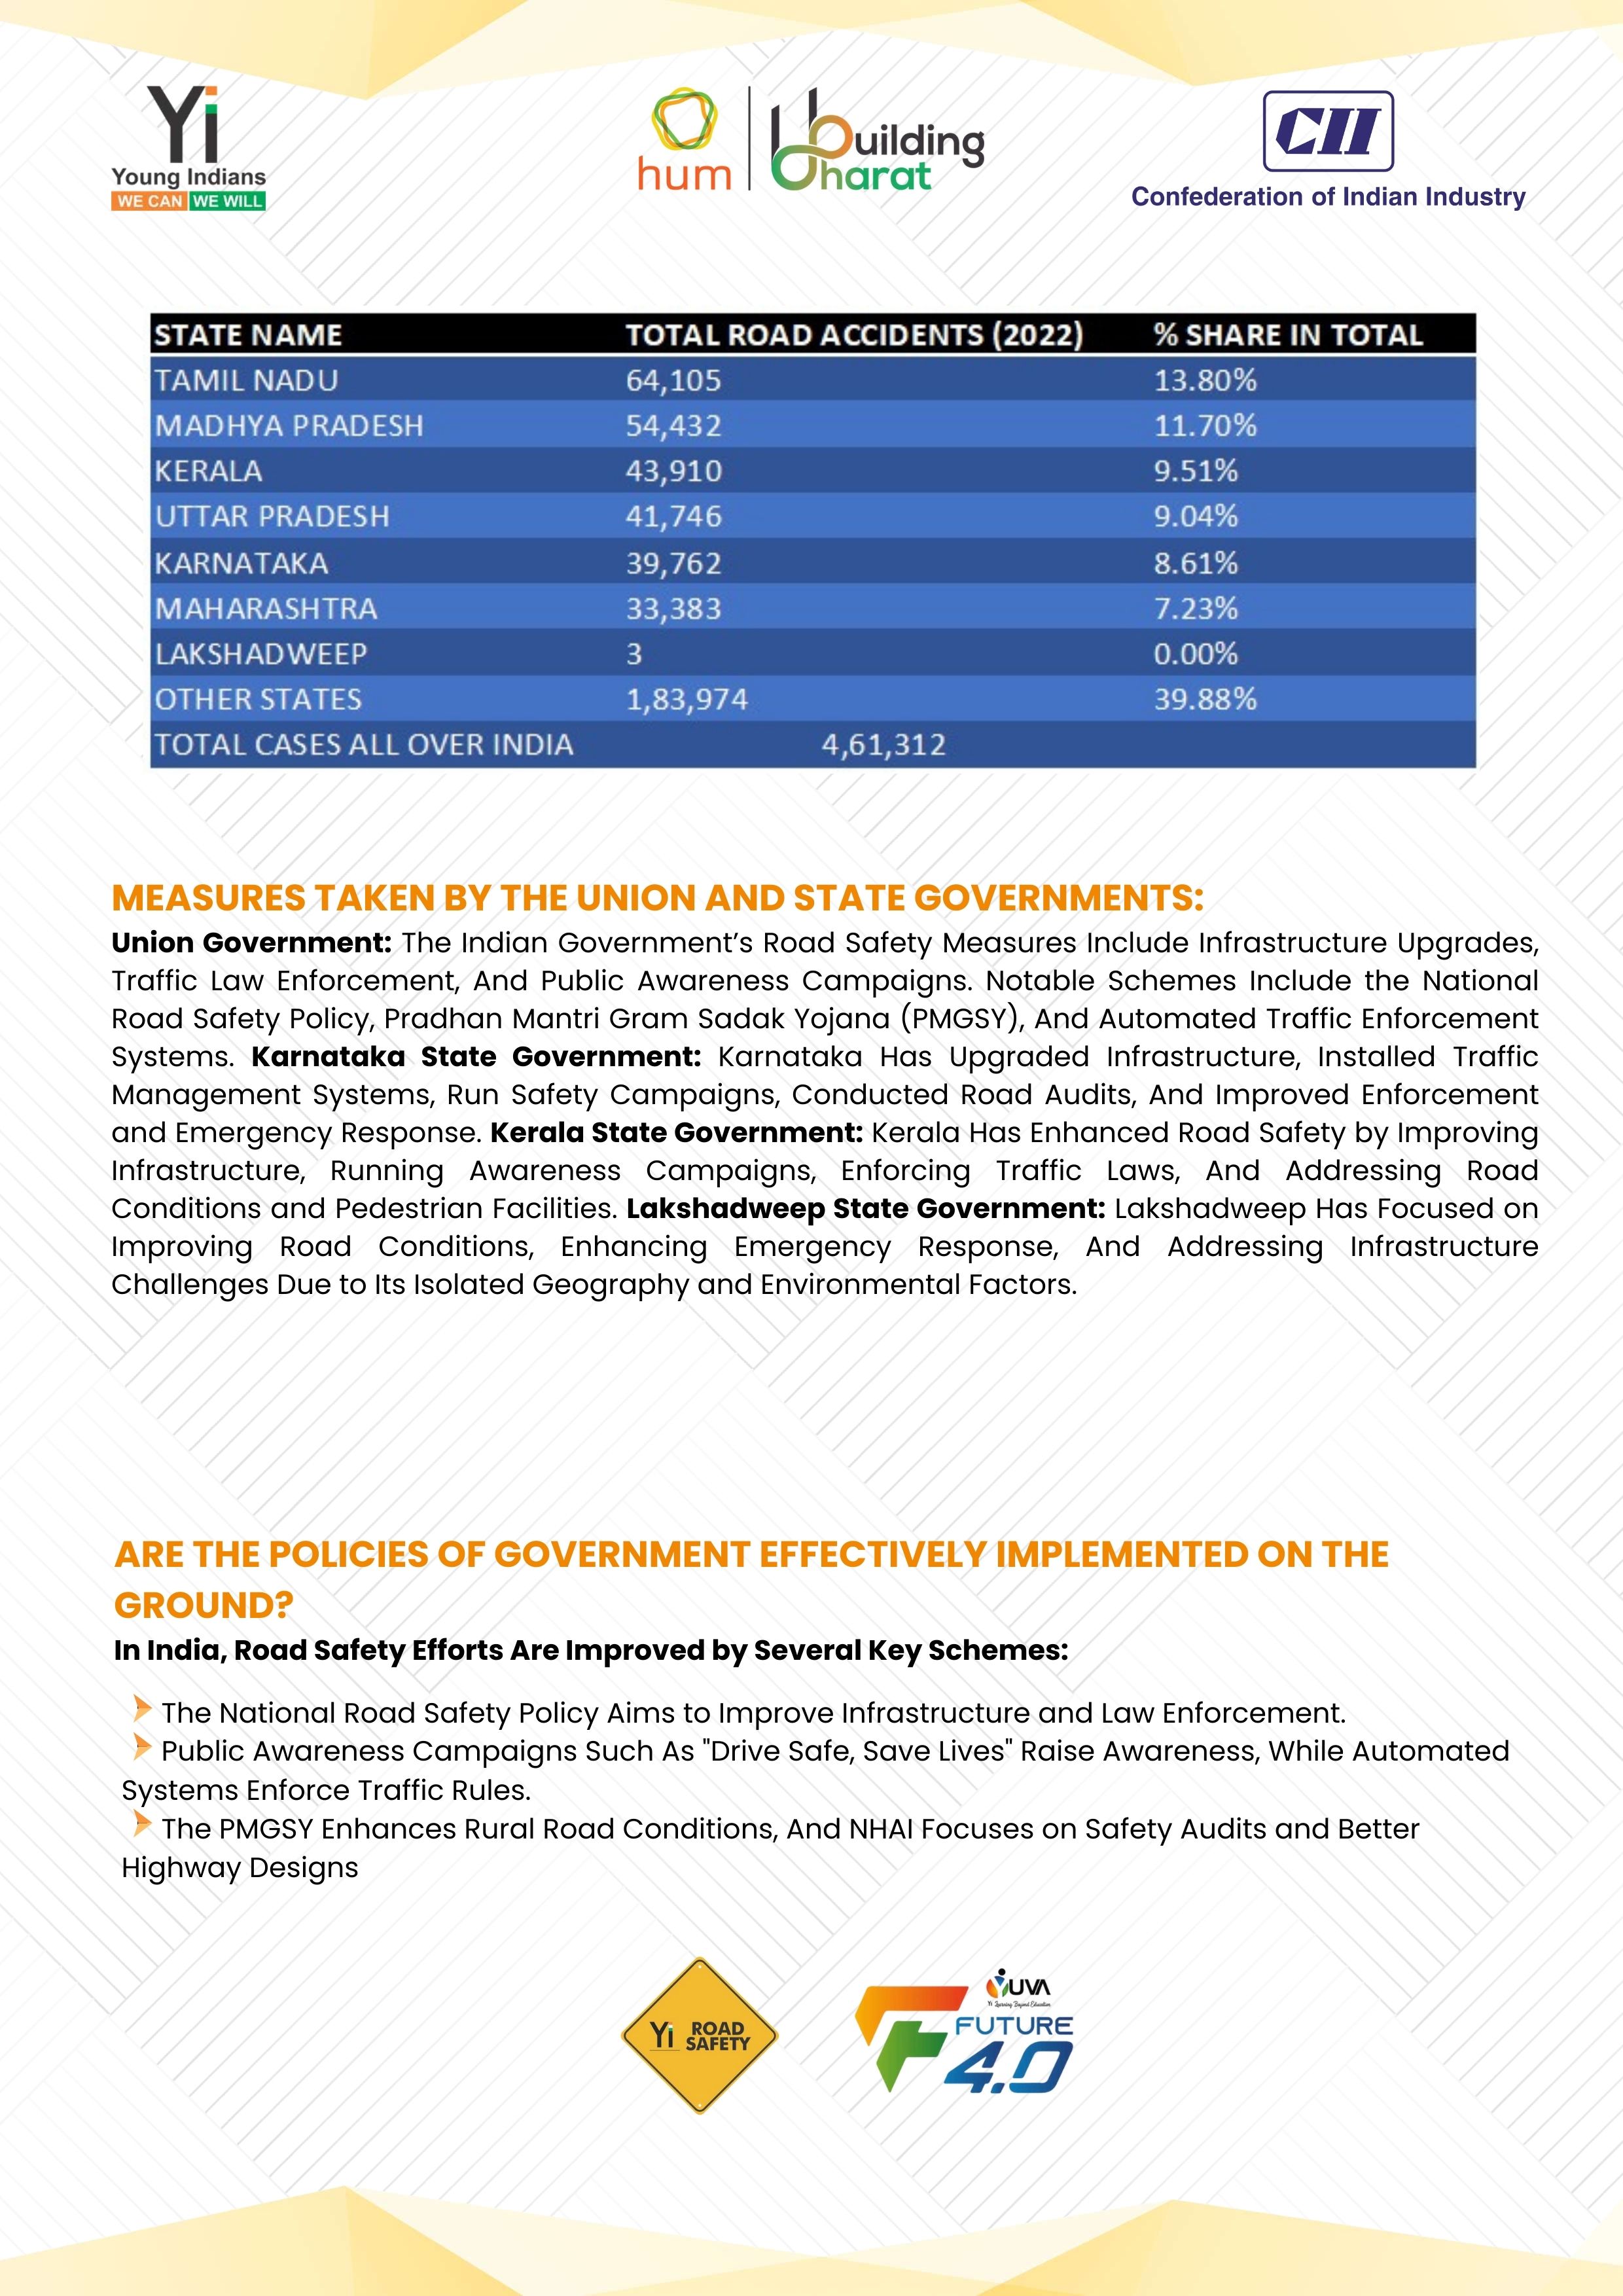 Yi
Young Indians
WE CAN WE WILL
hum
building
bharat
CII
Confederation of Indian Industry
STATE NAME TOTAL ROAD ACCIDENTS (2022) % SHARE IN TOTAL
TAMIL NADU 64,105 13.80%
MADHYA PRADESH 54,432 11.70%
KERALA 43,910 9.51%
UTTAR PRADESH 41,746 9.04%
KARNATAKA 39,762 8.61%
MAHARASHTRA 33,383 7.23%
LAKSHADWEEP 3 0.00%
OTHER STATES 1,83,974 39.88%
TOTAL CASES ALL OVER INDIA 4,61,312
MEASURES TAKEN BY THE UNION AND STATE GOVERNMENTS:
Union Government: The Indian Government’s Road Safety Measures Include Infrastructure Upgrades,
Traffic Law Enforcement, And Public Awareness Campaigns. Notable Schemes Include the National
Road Safety Policy, Pradhan Mantri Gram Sadak Yojana (PMGSY), And Automated Traffic Enforcement
Systems. Karnataka State Government: Karnataka Has Upgraded Infrastructure, Installed Traffic
Management Systems, Run Safety Campaigns, Conducted Road Audits, And Improved Enforcement
and Emergency Response. Kerala State Government: Kerala Has Enhanced Road Safety by Improving
Infrastructure, Running Awareness Campaigns, Enforcing Traffic Laws, And Addressing Road
Conditions and Pedestrian Facilities. Lakshadweep State Government: Lakshadweep Has Focused on
Improving Road Conditions, Enhancing Emergency Response, And Addressing Infrastructure
Challenges Due to Its Isolated Geography and Environmental Factors.
ARE THE POLICIES OF GOVERNMENT EFFECTIVELY IMPLEMENTED ON THE
GROUND?
In India, Road Safety Efforts Are Improved by Several Key Schemes:
The National Road Safety Policy Aims to Improve Infrastructure and Law Enforcement.
Public Awareness Campaigns Such As "Drive Safe, Save Lives" Raise Awareness, While Automated
Systems Enforce Traffic Rules.
The PMGSY Enhances Rural Road Conditions, And NHAI Focuses on Safety Audits and Better
Highway Designs
Yi ROAD
SAFETY
YUVA
Yi Learning Beyond Education
FUTURE
4.0